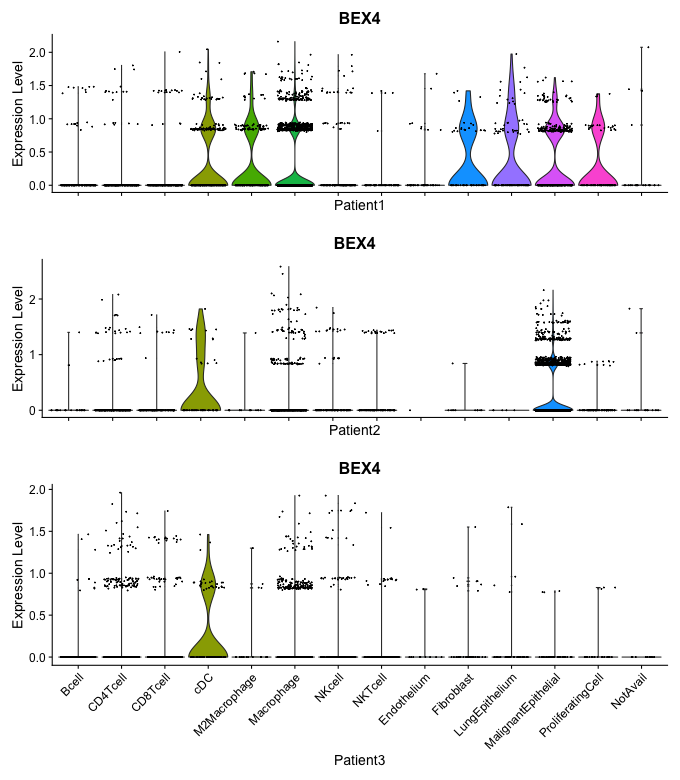 BEX4
Expression Level
2.0
1.5
1.0
0.5
0.0
Patient1
BEX4
Expression Level
2
1
0
Patient2
BEX4
Expression Level
2.0
1.5
1.0
0.5
0.0
Bcell
CD4Tcell
CD8Tcell
cDC
M2Macrophage
Macrophage
NKcell
NKTcell
Endothelium
Fibroblast
LungEpithelium
MalignantEpithelial
ProliferatingCell
NotAvail
Patient3